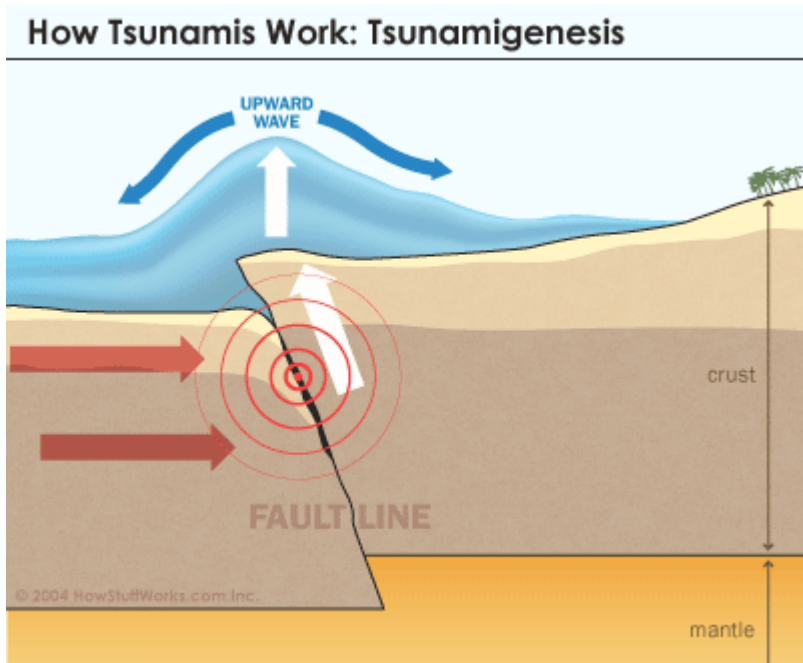 How Tsunamis Work: Tsunamigenesis
UPWARD
WAVE
crust
FAULT LINE
© 2004 HowStuffWorks.com Inc.
mantle